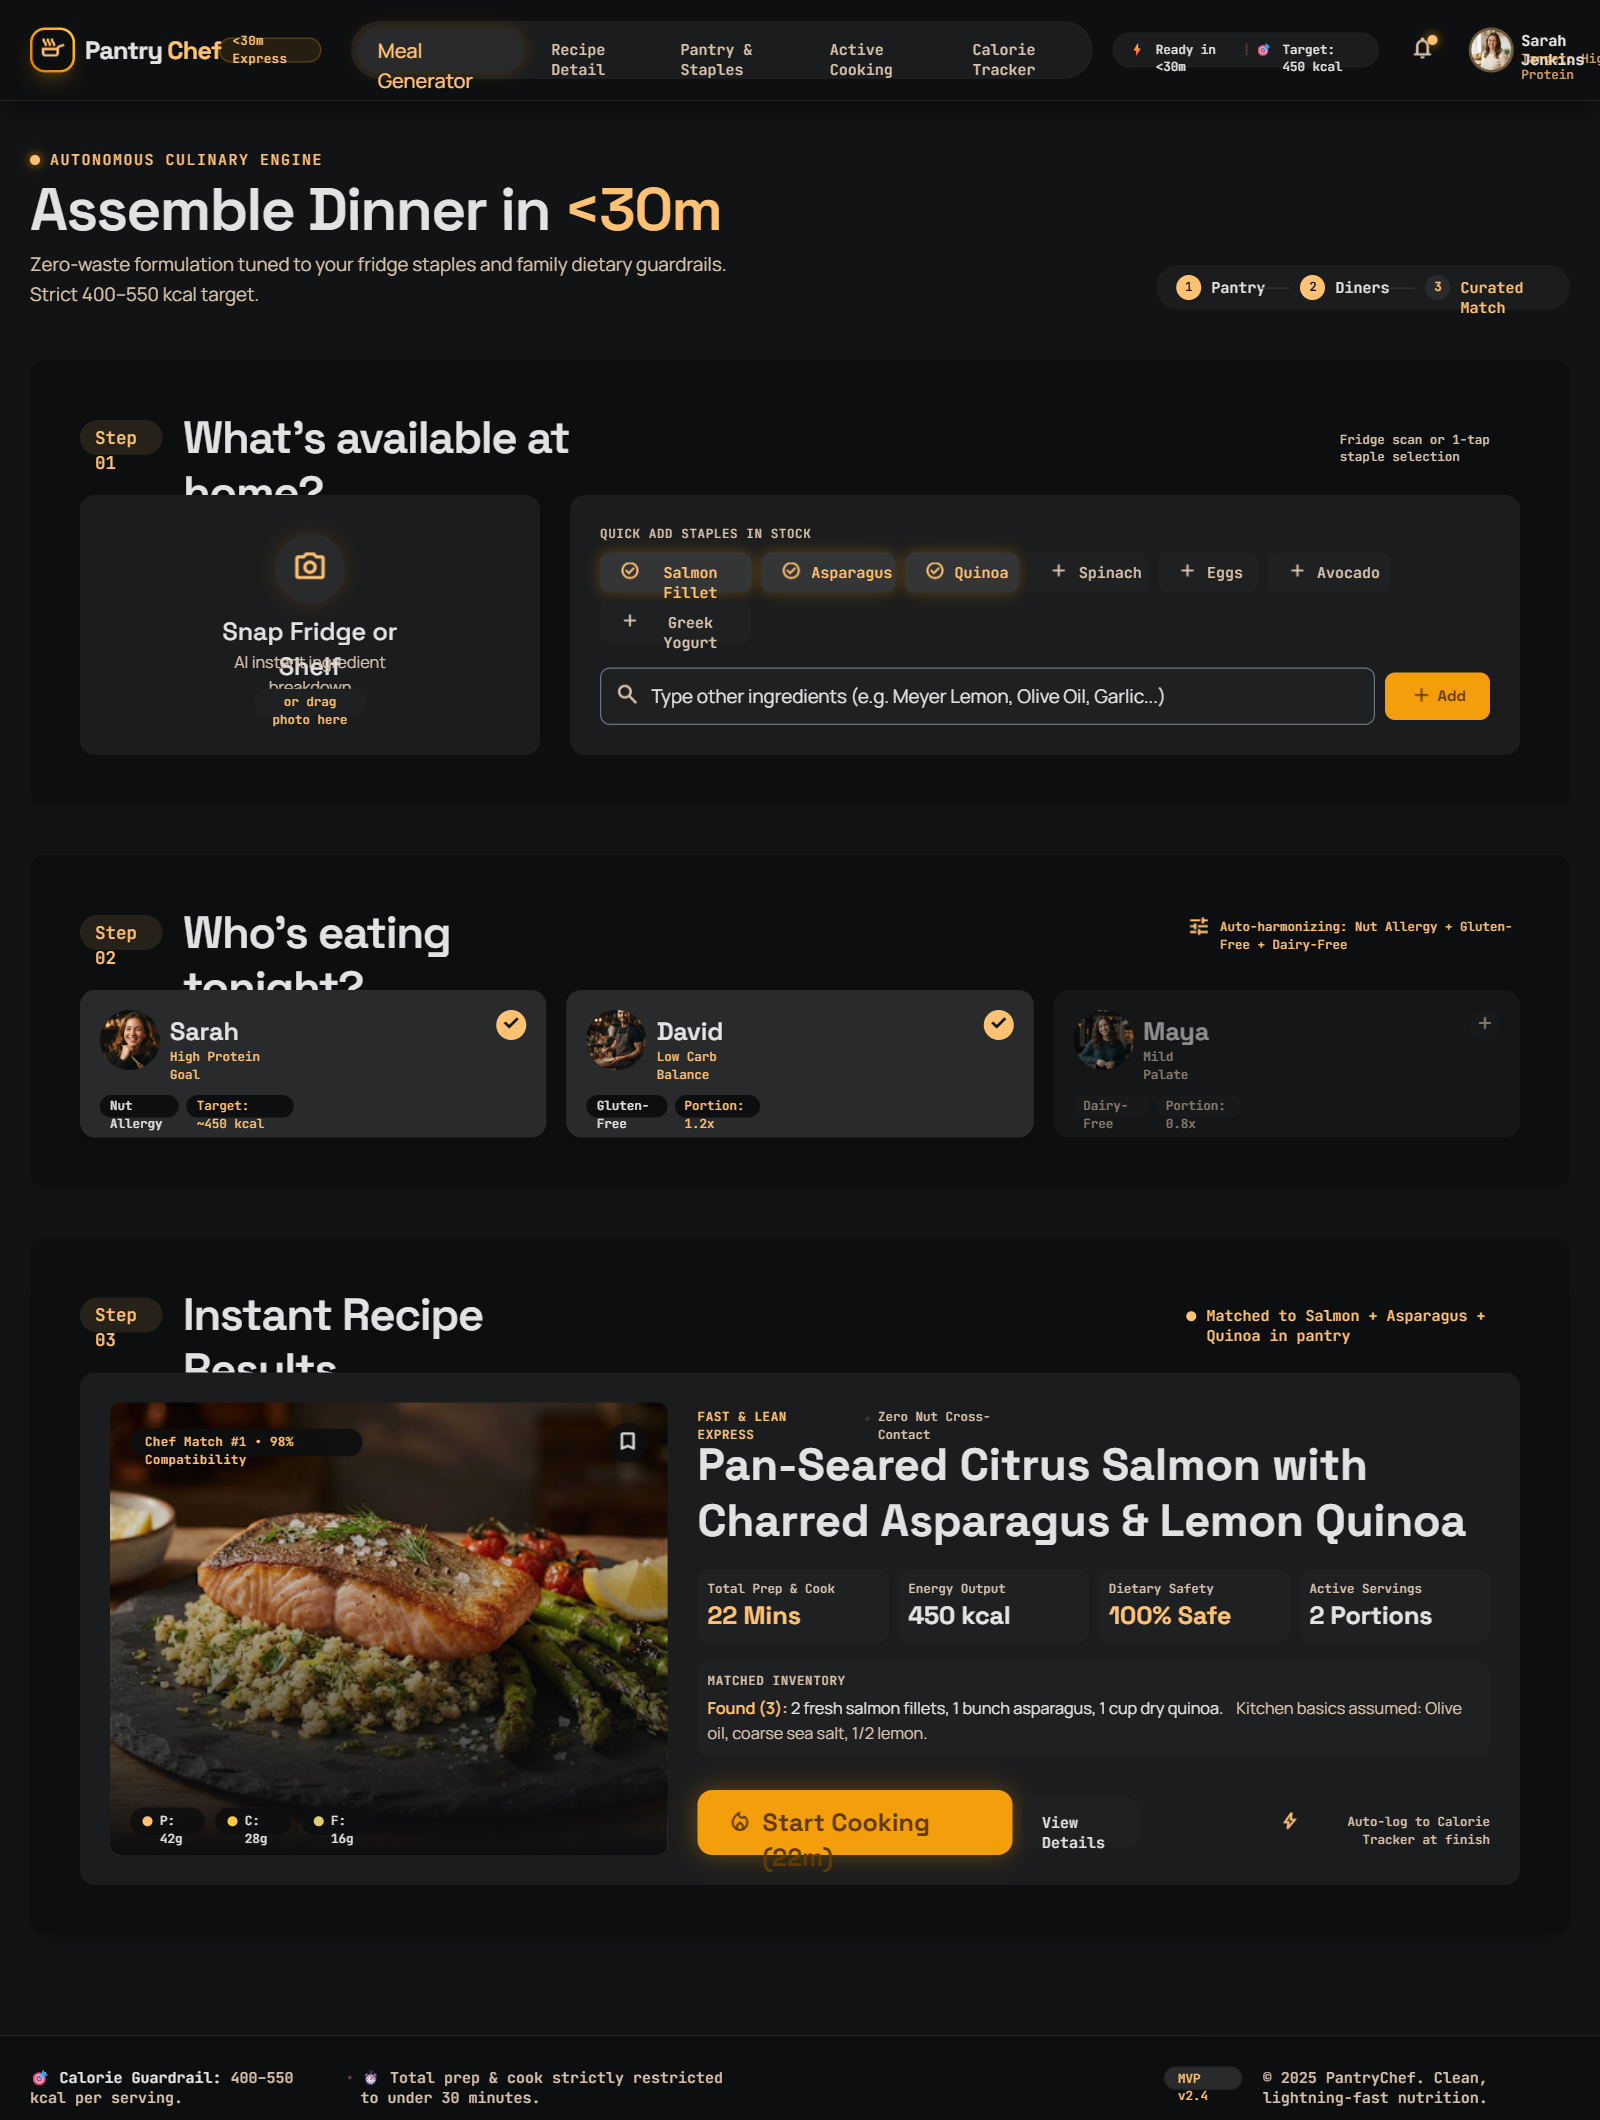 Pantry Chef
<30m
Express
Meal
Generator
Recipe
Detail
Pantry &
Staples
Active
Cooking
Calorie
Tracker
Ready in
<30m
Target:
450 kcal
Sarah
Jenkins
Protein
AUTONOMOUS CULINARY ENGINE
Assemble Dinner in <30m
Zero-waste formulation tuned to your fridge staples and family dietary guardrails.
Strict 400–550 kcal target.
1 Pantry
2 Diners
3 Curated
Match
Step
01
What's available at
home?
Fridge scan or 1-tap
staple selection
Snap Fridge or
Shelf
AI instant ingredient
breakdown
or drag
photo here
QUICK ADD STAPLES IN STOCK
Salmon
Fillet
Asparagus
Quinoa
+ Spinach
+ Eggs
+ Avocado
+ Greek
Yogurt
Type other ingredients (e.g. Meyer Lemon, Olive Oil, Garlic...)
+ Add
Step
02
Who's eating
tonight?
Auto-harmonizing: Nut Allergy + Gluten-
Free + Dairy-Free
Sarah
High Protein
Goal
Nut
Allergy
Target:
~450 kcal
David
Low Carb
Balance
Gluten-
Free
Portion:
1.2x
Maya
Mild
Palate
Dairy-
Free
Portion:
0.8x
+
Step
03
Instant Recipe
Results
Matched to Salmon + Asparagus +
Quinoa in pantry
Chef Match #1 • 98%
Compatibility
P:
42g
C:
28g
F:
16g
FAST & LEAN
EXPRESS
• Zero Nut Cross-
Contact
Pan-Seared Citrus Salmon with
Charred Asparagus & Lemon Quinoa
Total Prep & Cook
22 Mins
Energy Output
450 kcal
Dietary Safety
100% Safe
Active Servings
2 Portions
MATCHED INVENTORY
Found (3): 2 fresh salmon fillets, 1 bunch asparagus, 1 cup dry quinoa. Kitchen basics assumed: Olive
oil, coarse sea salt, 1/2 lemon.
Start Cooking
(22m)
View
Details
Auto-log to Calorie
Tracker at finish
🎯 Calorie Guardrail: 400–550
kcal per serving.
• ⏱ Total prep & cook strictly restricted
to under 30 minutes.
MVP
v2.4
© 2025 PantryChef. Clean,
lightning-fast nutrition.